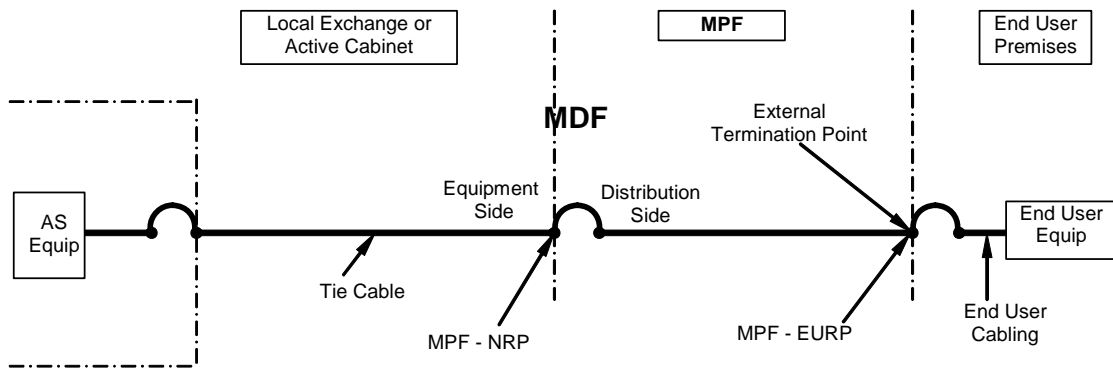 Local Exchange or
Active Cabinet
MPF
End User
Premises
MDF
External
Termination Point
Equipment
Side
Distribution
Side
AS
Equip
End User
Equip
Tie Cable
MPF - NRP
MPF - EURP
End User
Cabling